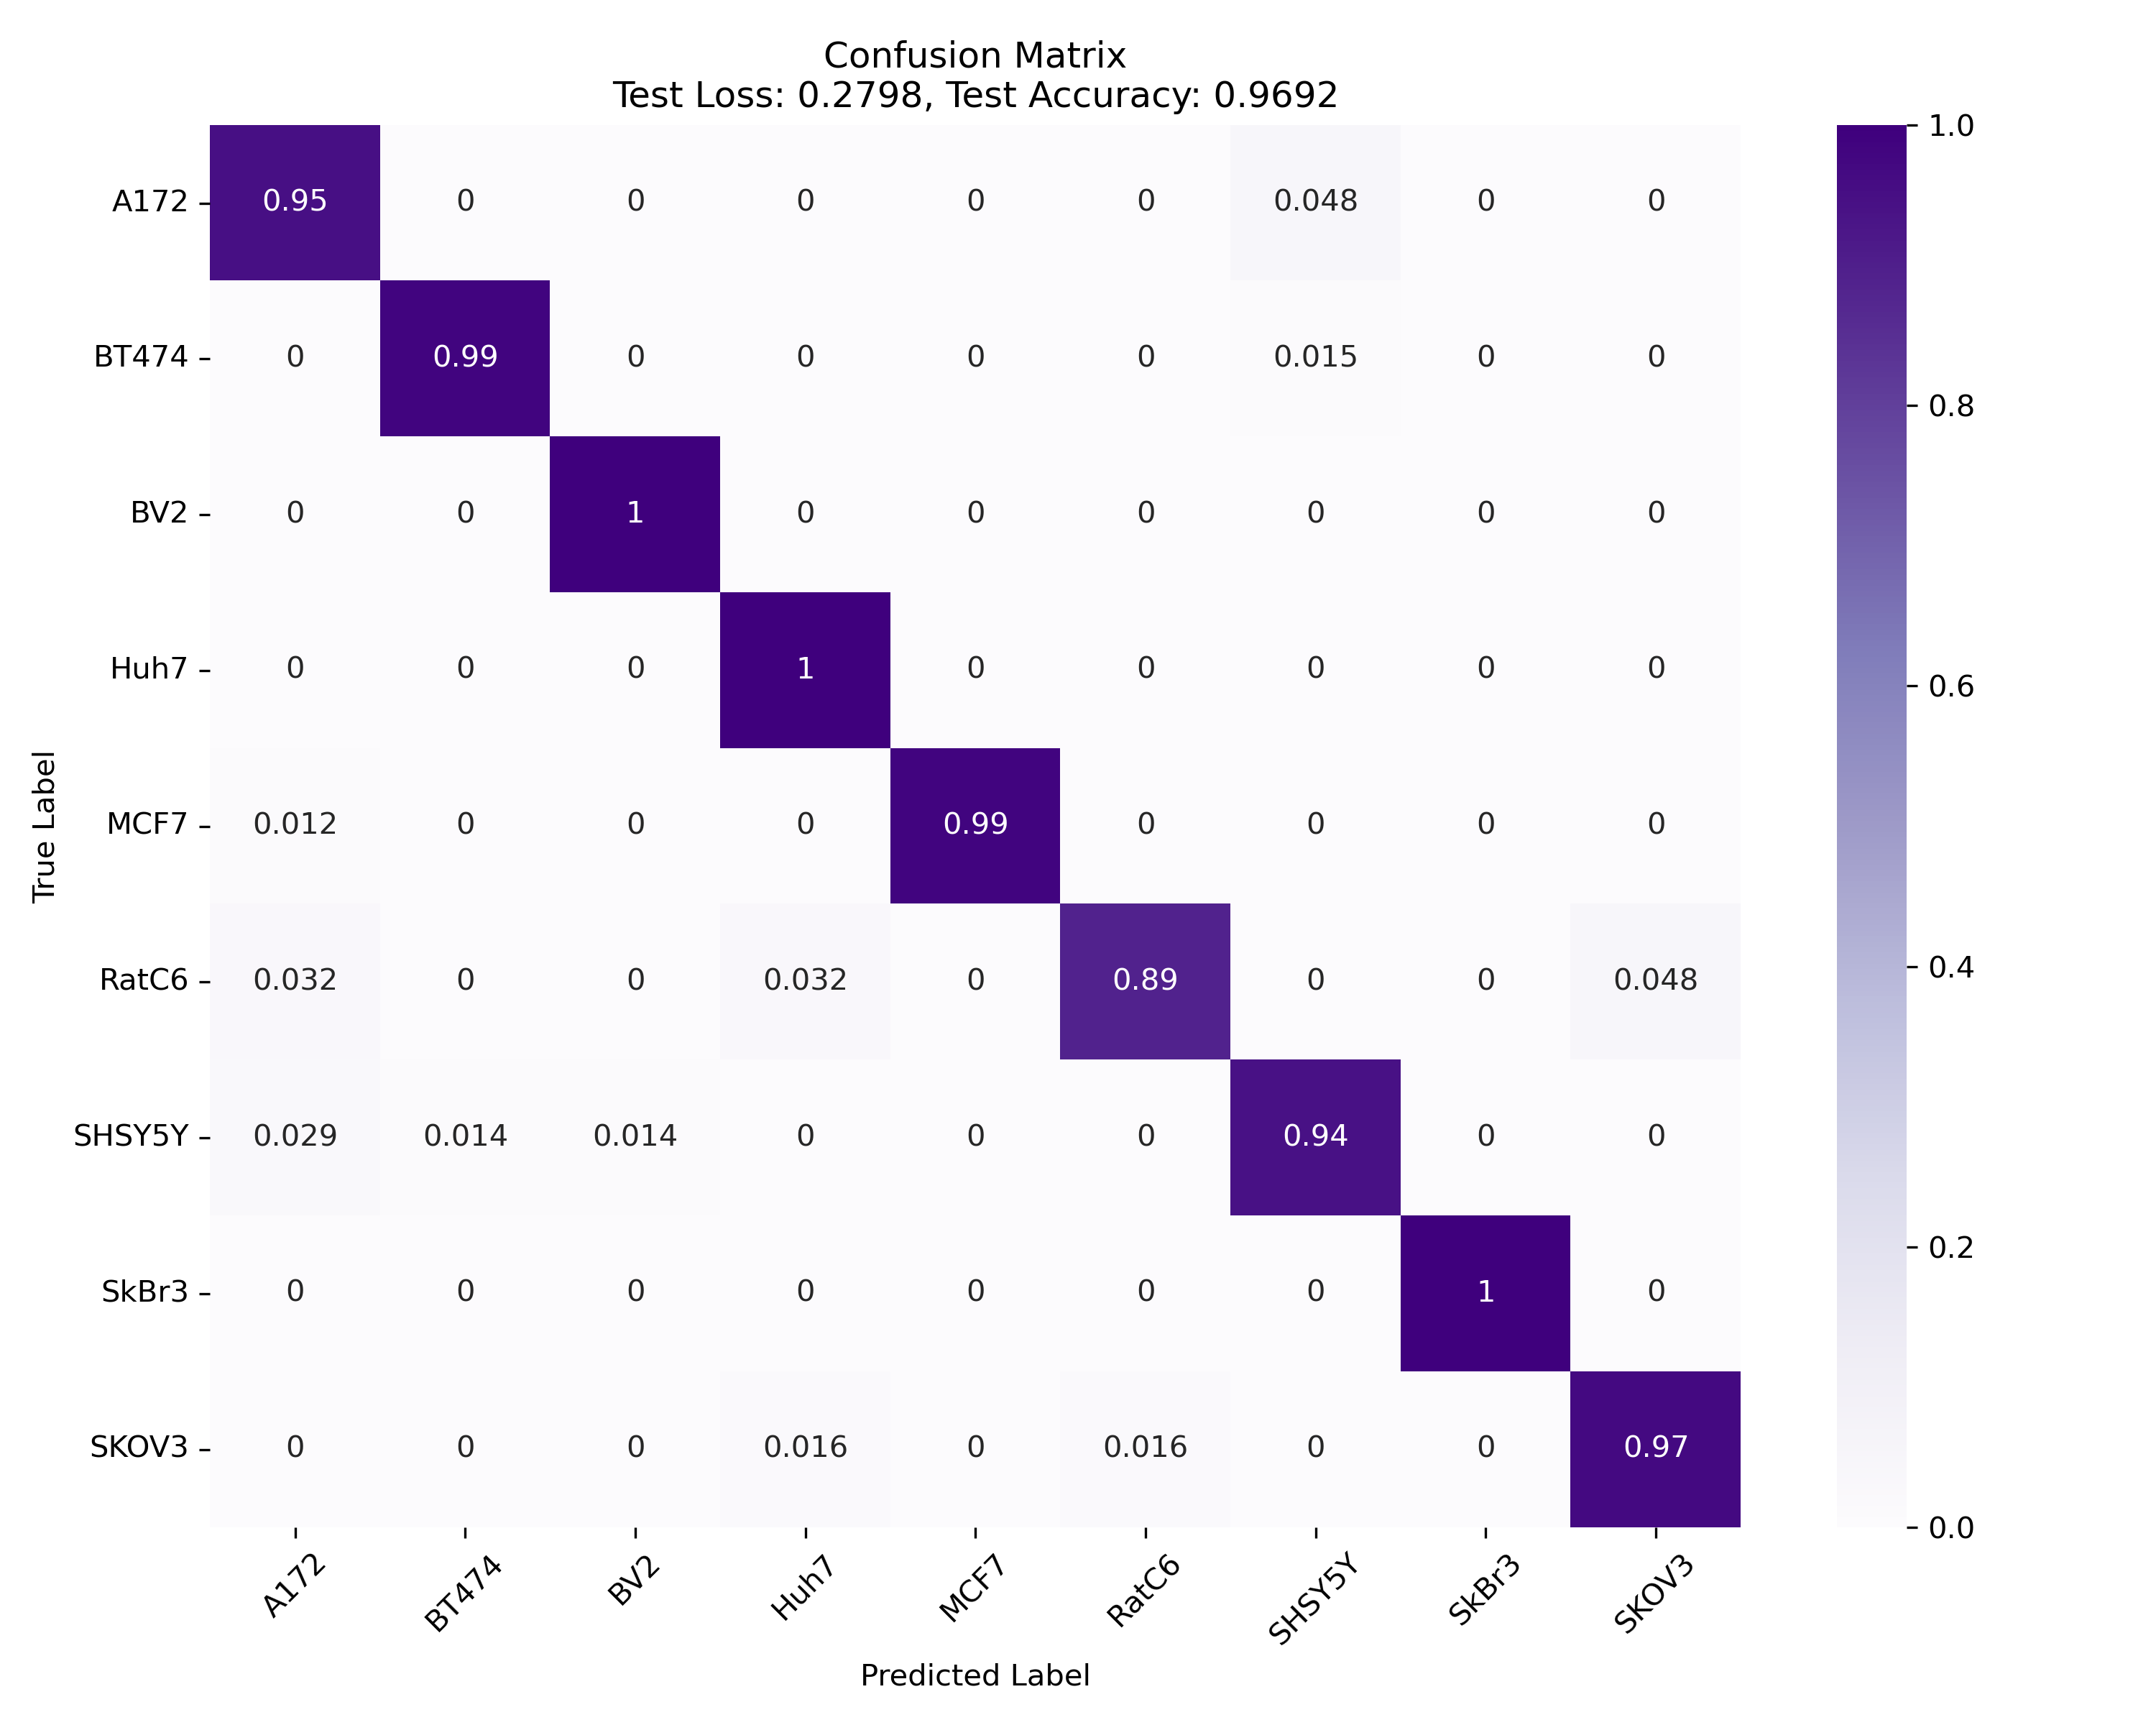 Confusion Matrix
Test Loss: 0.2798, Test Accuracy: 0.9692
A172 0.95 0 0 0 0 0 0.048 0 0
BT474 0 0.99 0 0 0 0 0.015 0 0
BV2 0 0 1 0 0 0 0 0 0
Huh7 0 0 0 1 0 0 0 0 0
MCF7 0.012 0 0 0 0.99 0 0 0 0
RatC6 0.032 0 0 0.032 0 0.89 0 0 0.048
SHSY5Y 0.029 0.014 0.014 0 0 0 0.94 0 0
SkBr3 0 0 0 0 0 0 0 1 0
SKOV3 0 0 0 0.016 0 0.016 0 0 0.97
A172 BT474 BV2 Huh7 MCF7 RatC6 SHSY5Y SkBr3 SKOV3
Predicted Label
True Label
1.0
0.8
0.6
0.4
0.2
0.0